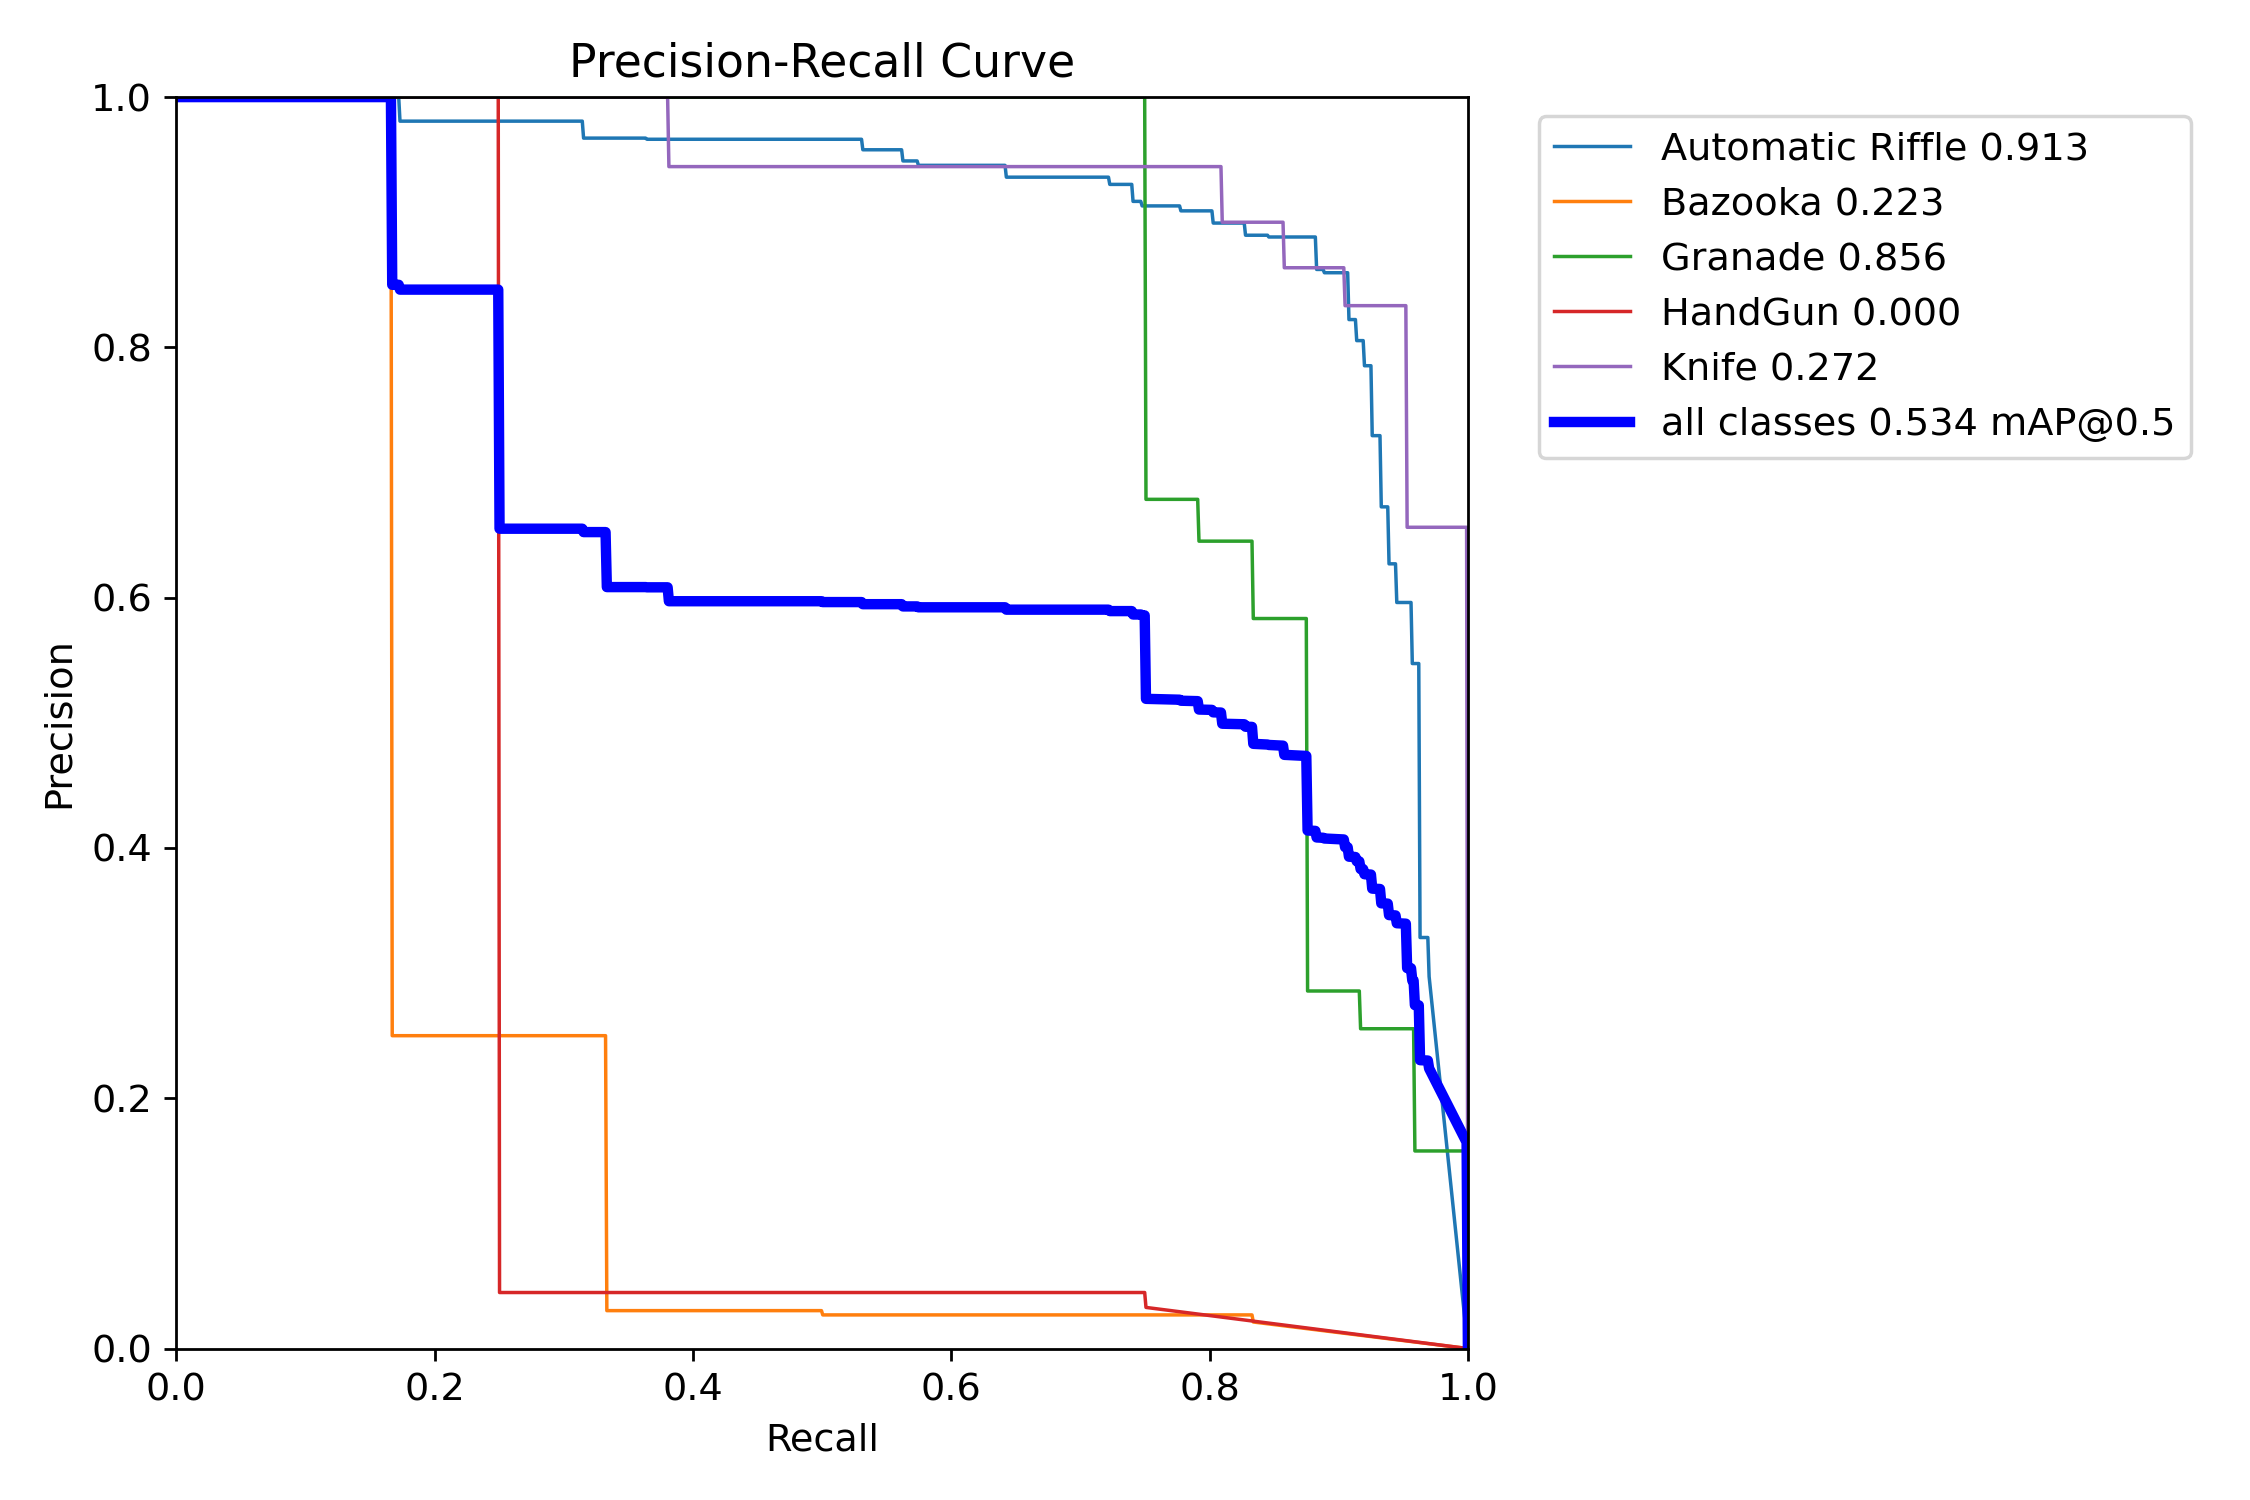 Precision-Recall Curve
1.0
0.8
0.6
0.4
0.2
0.0
Precision
0.0 0.2 0.4 0.6 0.8 1.0
Recall
Automatic Riffle 0.913
Bazooka 0.223
Granade 0.856
HandGun 0.000
Knife 0.272
all classes 0.534 mAP@0.5